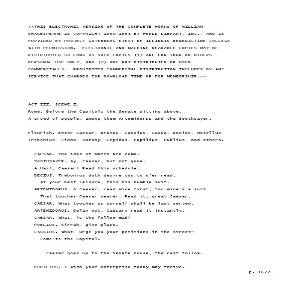 <<THIS ELECTRONIC VERSION OF THE COMPLETE WORKS OF WILLIAM
SHAKESPEARE IS COPYRIGHT 1990-1993 BY WORLD LIBRARY, INC., AND IS
PROVIDED BY PROJECT GUTENBERG ETEXT OF ILLINOIS BENEDICTINE COLLEGE
WITH PERMISSION. ELECTRONIC AND MACHINE READABLE COPIES MAY BE
DISTRIBUTED SO LONG AS SUCH COPIES (1) ARE FOR YOUR OR OTHERS
PERSONAL USE ONLY, AND (2) ARE NOT DISTRIBUTED OR USED
COMMERCIALLY. PROHIBITED COMMERCIAL DISTRIBUTION INCLUDES BY ANY
SERVICE THAT CHARGES FOR DOWNLOAD TIME OR FOR MEMBERSHIP.>>
ACT III. SCENE I.
Rome. Before the Capitol; the Senate sitting above.
A crowd of people, among them Artemidorus and the Soothsayer.
Flourish. Enter Caesar, Brutus, Cassius, Casca, Decius, Metellus,
Trebonius, Cinna, Antony, Lepidus, Popilius, Publius, and others.
CAESAR. The ides of March are come.
SOOTHSAYER. Ay, Caesar, but not gone.
A Hail, Caesar! Read this schedule.
DECIUS. Trebonius doth desire you to o'er read,
At your best leisure, this his humble suit.
ARTEMIDORUS. O Caesar, read mine first, for mine's a suit
That touches Caesar nearer. Read it, great Caesar.
CAESAR. What touches us ourself shall be last served.
ARTEMIDORUS. Delay not, Caesar; read it instantly.
CAESAR. What, is the fellow mad?
PUBLIUS. Sirrah, give place.
CASSIUS. What, urge you your petitions in the street?
Come to the Capitol.
Caesar goes up to the Senate House, the rest follow.
POPILIUS. I wish your enterprise today may thrive.